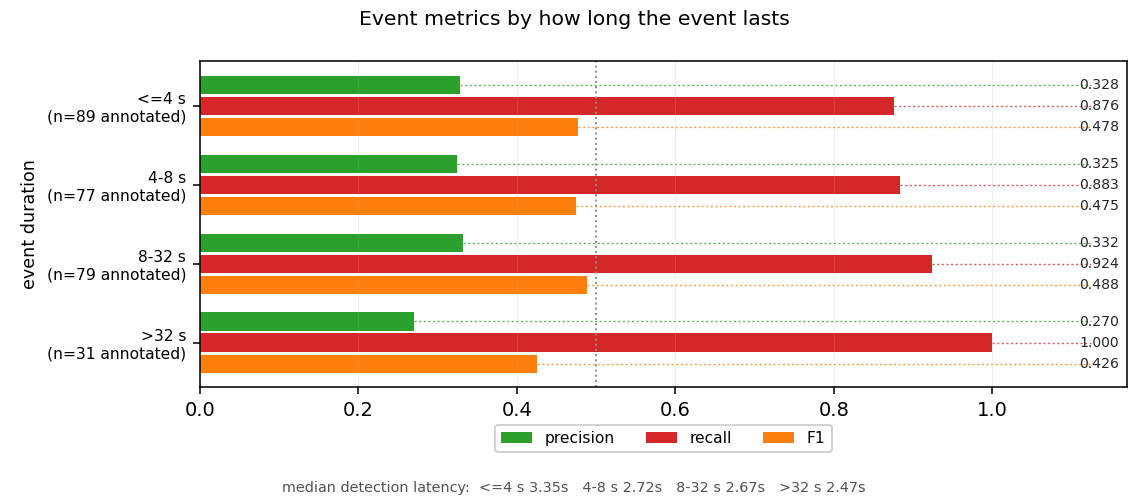 Event metrics by how long the event lasts
event duration
<=4 s
(n=89 annotated)
0.328
0.876
0.478
4-8 s
(n=77 annotated)
0.325
0.883
0.475
8-32 s
(n=79 annotated)
0.332
0.924
0.488
>32 s
(n=31 annotated)
0.270
1.000
0.426
0.0 0.2 0.4 0.6 0.8 1.0
precision recall F1
median detection latency: <=4 s 3.35s 4-8 s 2.72s 8-32 s 2.67s >32 s 2.47s